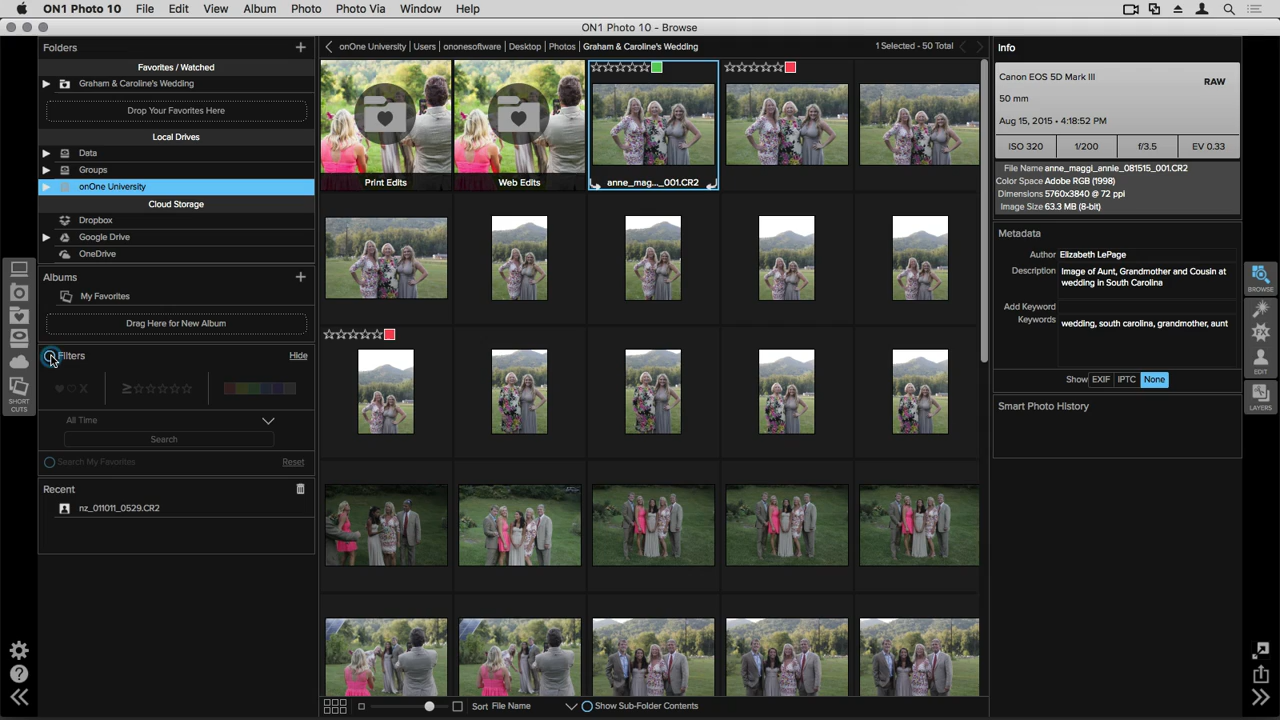 ON1 Photo 10 File Edit View Album Photo Photo Via Window Help
ON1 Photo 10 - Browse
Folders +
Favorites / Watched
Graham & Caroline's Wedding
Drop Your Favorites Here
Local Drives
Data
Groups
onOne University
Cloud Storage
Dropbox
Google Drive
OneDrive
Albums +
My Favorites
Drag Here for New Album
Filters Hide
All Time
Search
Search My Favorites Reset
Recent
nz_011011_0529.CR2
SHORT
CUTS
onOne University Users ononesoftware Desktop Photos Graham & Caroline's Wedding 1 Selected - 50 Total
Print Edits Web Edits anne_mag..._001.CR2
Sort File Name Show Sub-Folder Contents
Info
Canon EOS 5D Mark III RAW
50 mm
Aug 15, 2015 • 4:18:52 PM
ISO 320 1/200 f/3.5 EV 0.33
File Name anne_maggi_annie_081515_001.CR2
Color Space Adobe RGB (1998)
Dimensions 5760x3840 @ 72 ppi
Image Size 63.3 MB (8-bit)
Metadata
Author Elizabeth LePage
Description Image of Aunt, Grandmother and Cousin at
wedding in South Carolina
Add Keyword
Keywords wedding, south carolina, grandmother, aunt
Show EXIF IPTC None
Smart Photo History
BROWSE
FX
EDIT
LAYERS